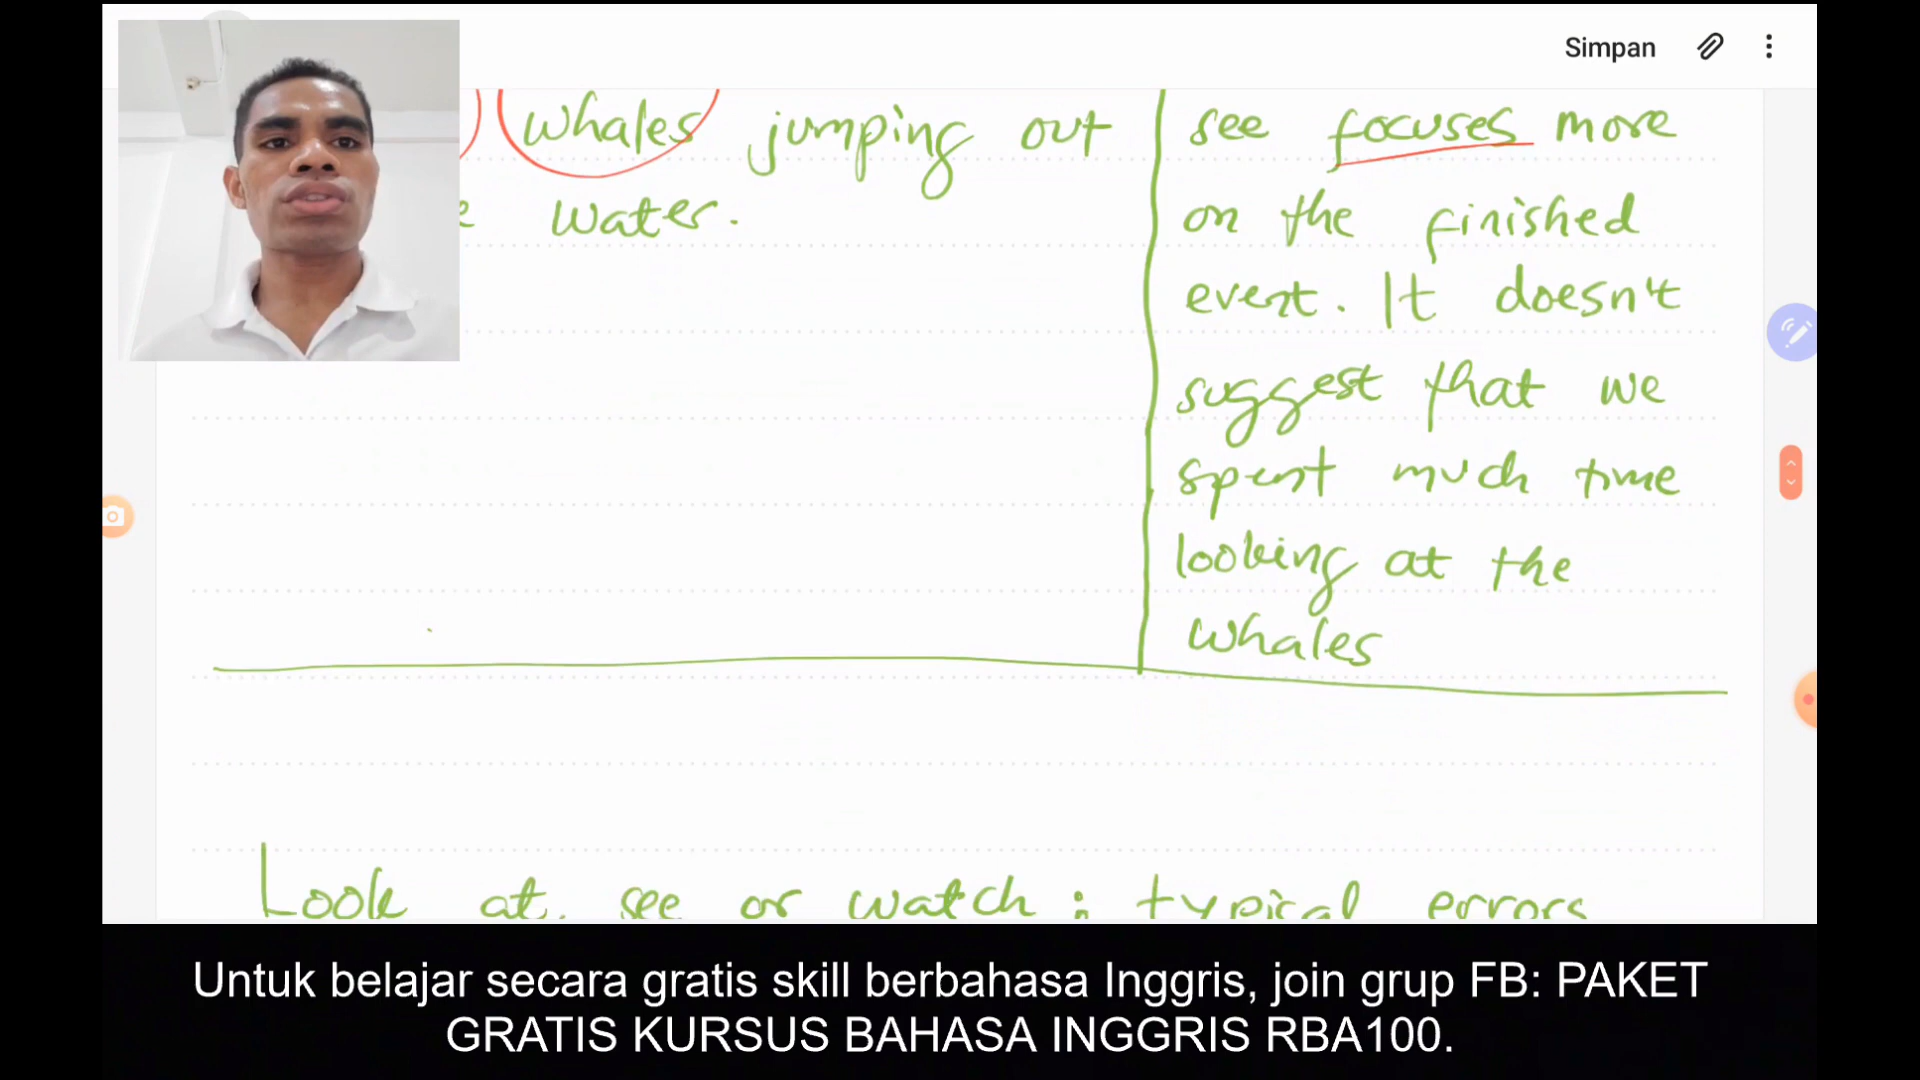 Simpan
whales jumping out
e water.
see focuses more
on the finished
event. It doesn't
suggest that we
spent much time
looking at the
whales
Look at, see or watch : typical errors
Untuk belajar secara gratis skill berbahasa Inggris, join grup FB: PAKET
GRATIS KURSUS BAHASA INGGRIS RBA100.